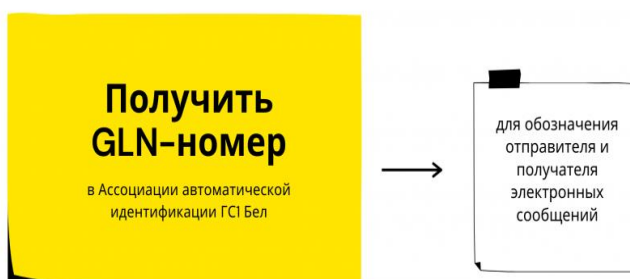 Получить
GLN-номер
в Ассоциации автоматической
идентификации ГС1 Бел
для обозначения
отправителя и
получателя
электронных
сообщений